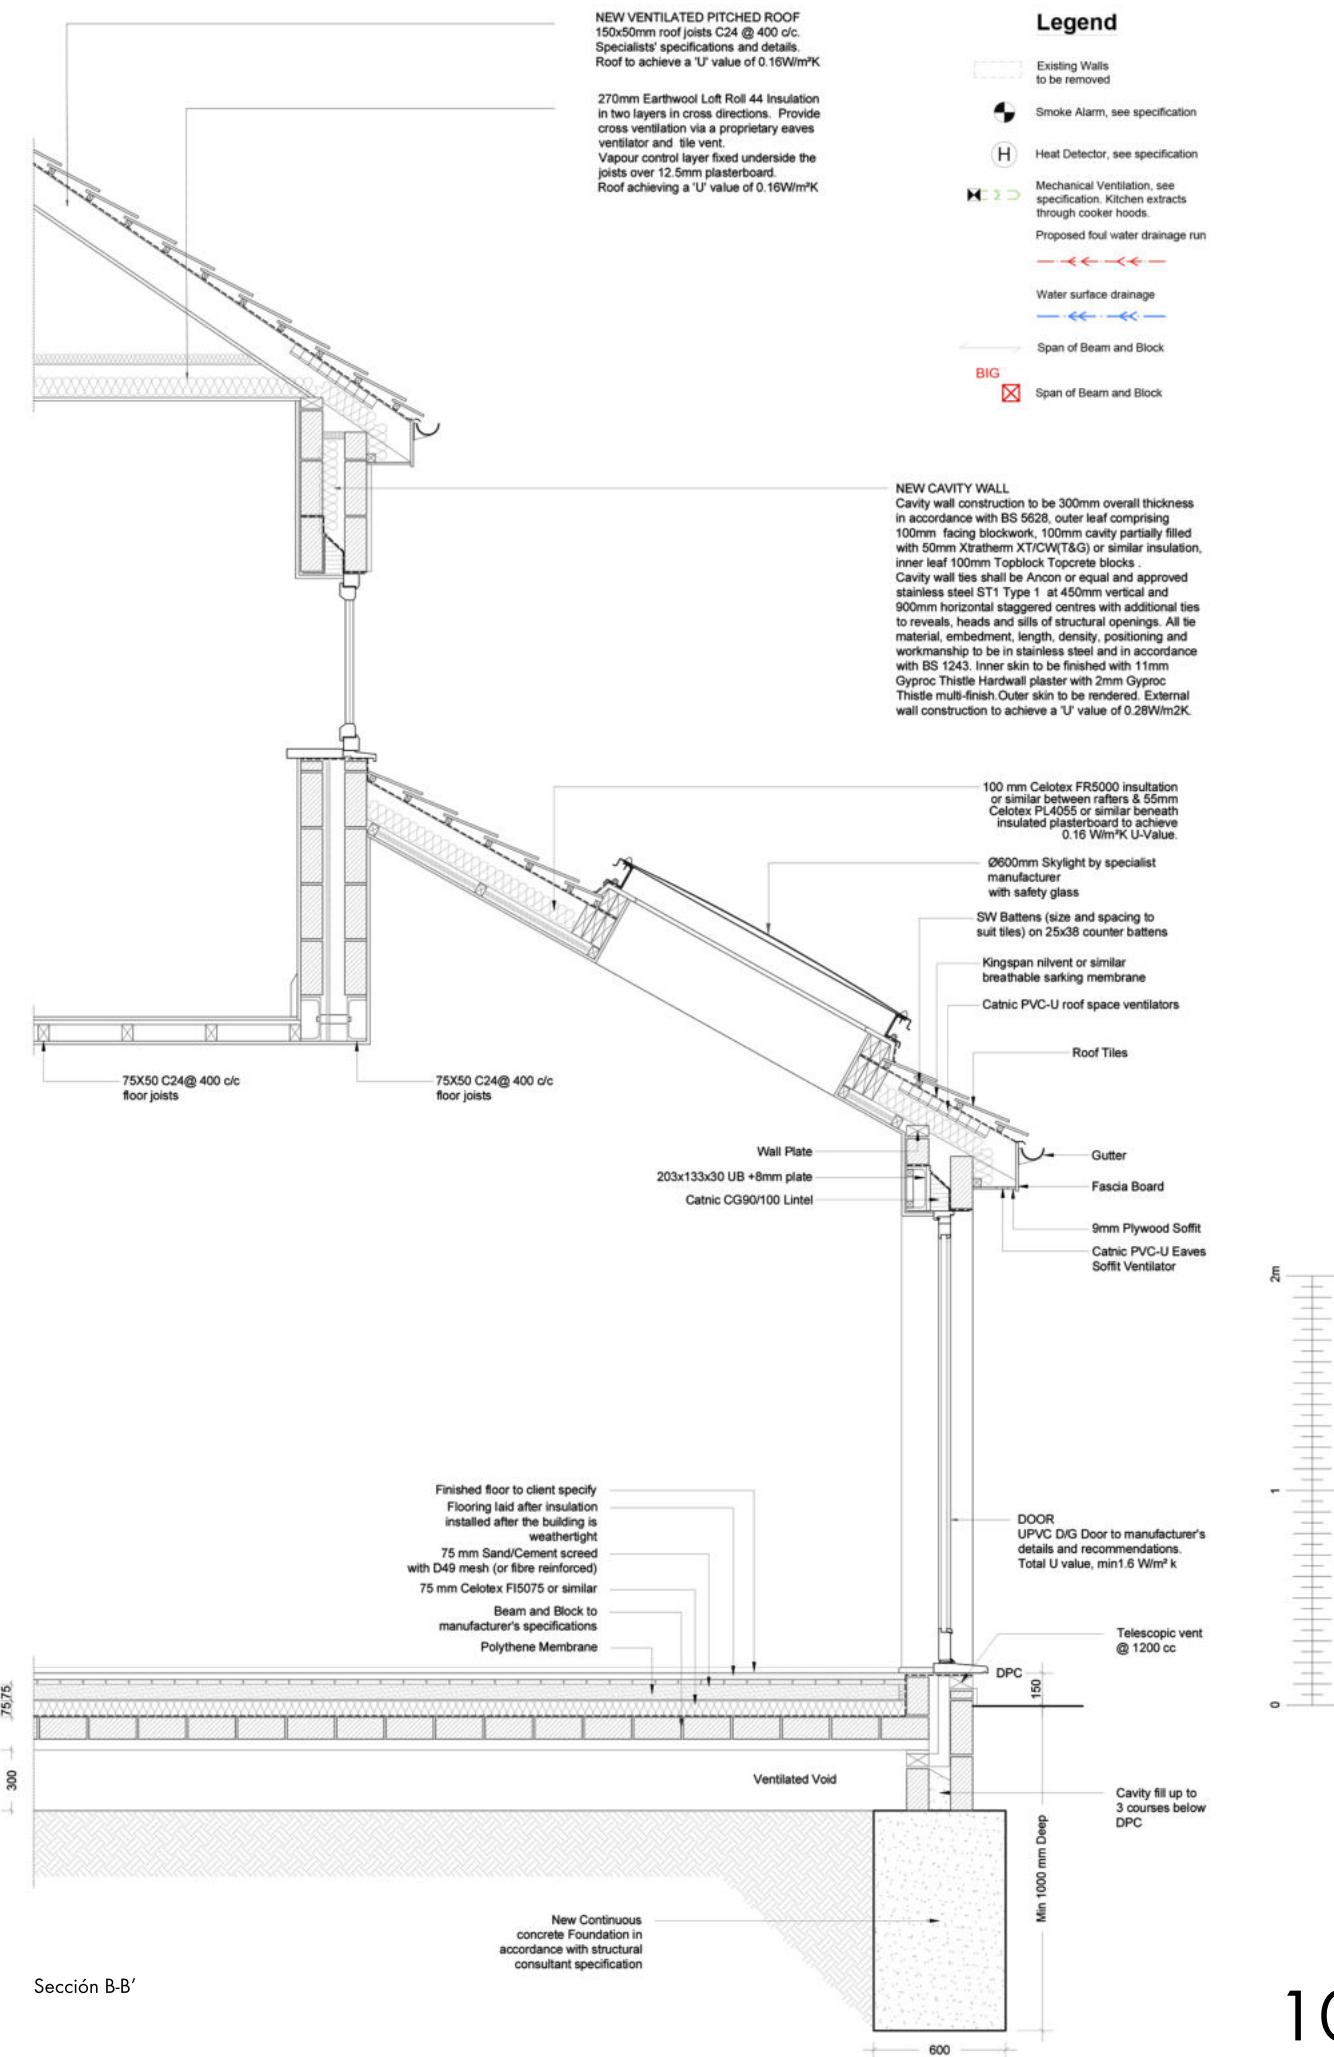 NEW VENTILATED PITCHED ROOF
150x50mm roof joists C24 @ 400 c/c.
Specialists' specifications and details.
Roof to achieve a 'U' value of 0.16W/m²K
270mm Earthwool Loft Roll 44 Insulation
in two layers in cross directions. Provide
cross ventilation via a proprietary eaves
ventilator and tile vent.
Vapour control layer fixed underside the
joists over 12.5mm plasterboard.
Roof achieving a 'U' value of 0.16W/m²K
Legend
Existing Walls
to be removed
Smoke Alarm, see specification
H
Heat Detector, see specification
Mechanical Ventilation, see
specification. Kitchen extracts
through cooker hoods.
Proposed foul water drainage run
Water surface drainage
Span of Beam and Block
BIG
Span of Beam and Block
NEW CAVITY WALL
Cavity wall construction to be 300mm overall thickness
in accordance with BS 5628, outer leaf comprising
100mm facing blockwork, 100mm cavity partially filled
with 50mm Xtratherm XT/CW(T&G) or similar insulation,
inner leaf 100mm Topblock Topcrete blocks .
Cavity wall ties shall be Ancon or equal and approved
stainless steel ST1 Type 1 at 450mm vertical and
900mm horizontal staggered centres with additional ties
to reveals, heads and sills of structural openings. All tie
material, embedment, length, density, positioning and
workmanship to be in stainless steel and in accordance
with BS 1243. Inner skin to be finished with 11mm
Gyproc Thistle Hardwall plaster with 2mm Gyproc
Thistle multi-finish.Outer skin to be rendered. External
wall construction to achieve a 'U' value of 0.28W/m2K.
100 mm Celotex FR5000 insultation
or similar between rafters & 55mm
Celotex PL4055 or similar beneath
insulated plasterboard to achieve
0.16 W/m²K U-Value.
Ø600mm Skylight by specialist
manufacturer
with safety glass
SW Battens (size and spacing to
suit tiles) on 25x38 counter battens
Kingspan nilvent or similar
breathable sarking membrane
Catnic PVC-U roof space ventilators
Roof Tiles
75X50 C24@ 400 c/c
floor joists
75X50 C24@ 400 c/c
floor joists
Wall Plate
203x133x30 UB +8mm plate
Catnic CG90/100 Lintel
Gutter
Fascia Board
9mm Plywood Soffit
Catnic PVC-U Eaves
Soffit Ventilator
2m
1
0
Finished floor to client specify
Flooring laid after insulation
installed after the building is
weathertight
75 mm Sand/Cement screed
with D49 mesh (or fibre reinforced)
75 mm Celotex FI5075 or similar
Beam and Block to
manufacturer's specifications
Polythene Membrane
DOOR
UPVC D/G Door to manufacturer's
details and recommendations.
Total U value, min1.6 W/m² k
Telescopic vent
@ 1200 cc
DPC
150
75,75
300
Ventilated Void
Cavity fill up to
3 courses below
DPC
Min 1000 mm Deep
New Continuous
concrete Foundation in
accordance with structural
consultant specification
600
Sección B-B'
10